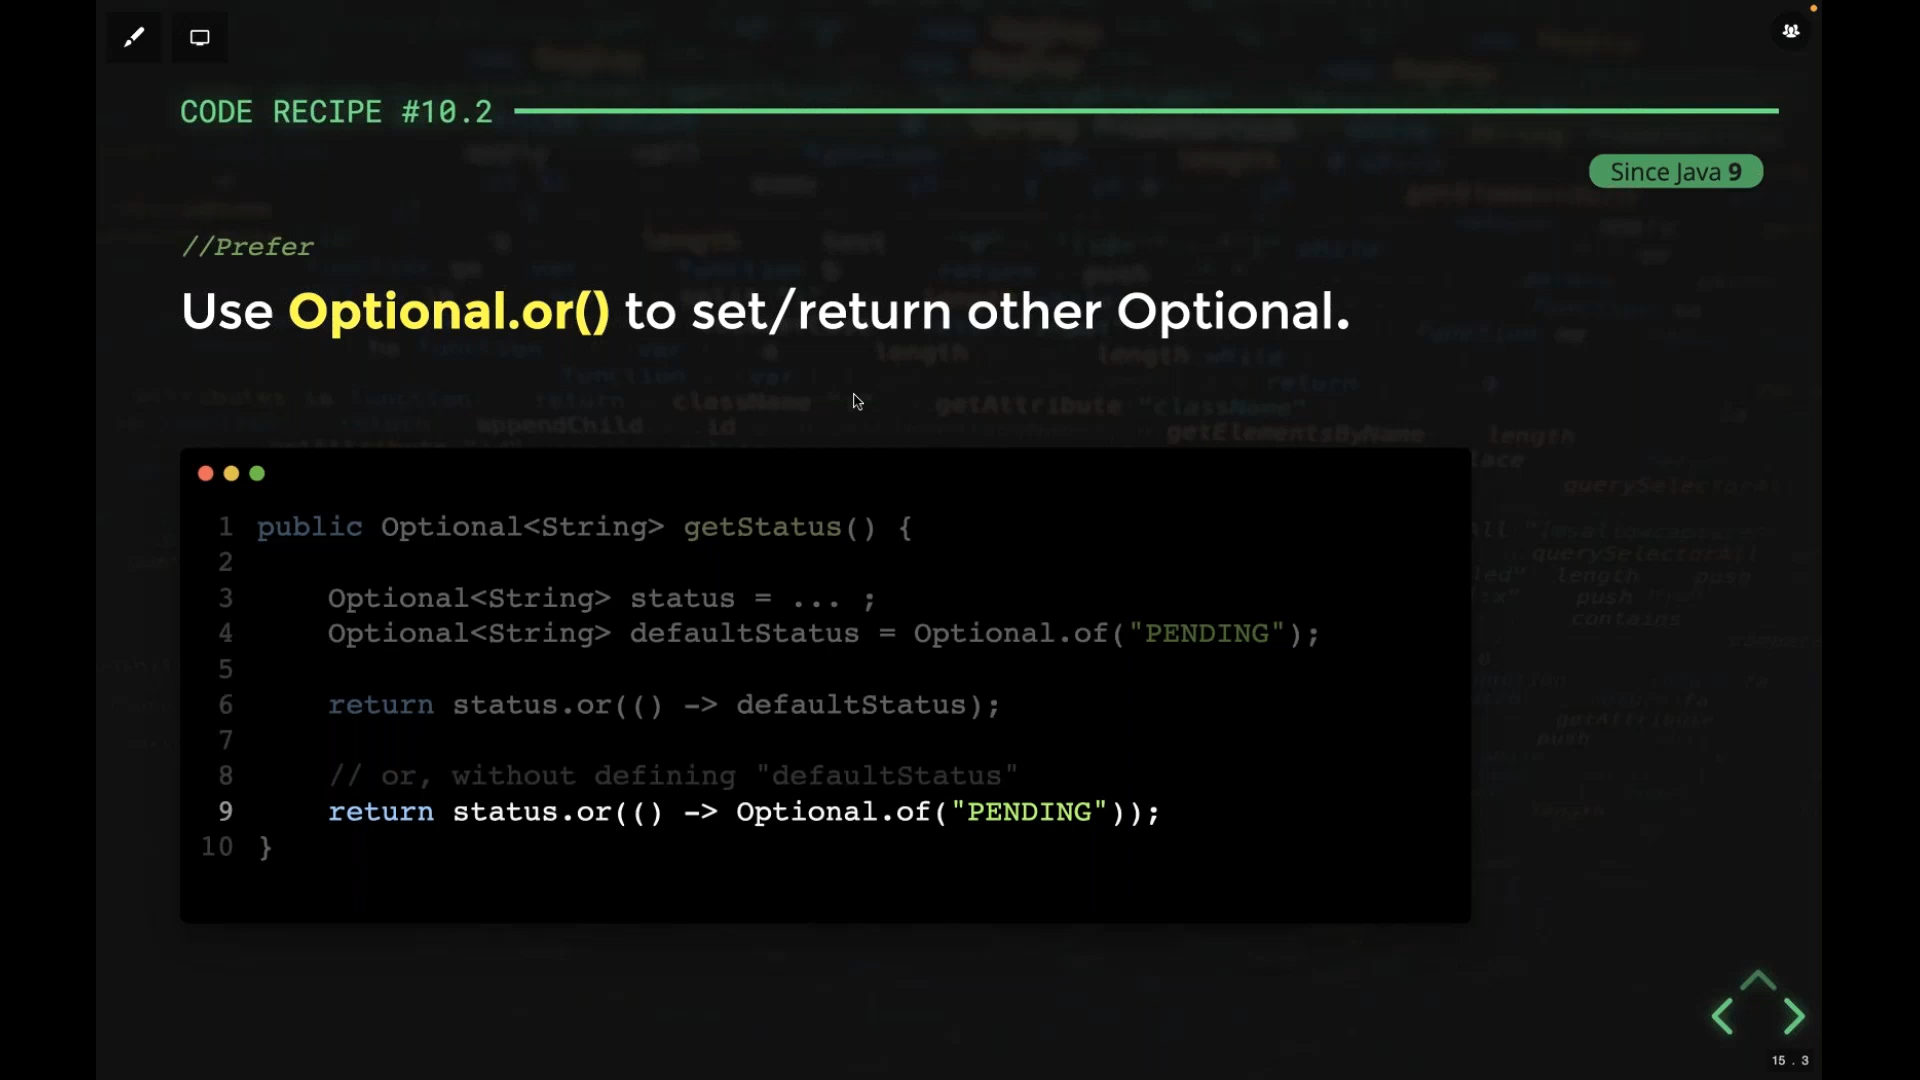 CODE RECIPE #10.2
Since Java 9
//Prefer
Use Optional.or() to set/return other Optional.
1 public Optional<String> getStatus() {
2
3 Optional<String> status = ... ;
4 Optional<String> defaultStatus = Optional.of("PENDING");
5
6 return status.or(() -> defaultStatus);
7
8 // or, without defining "defaultStatus"
9 return status.or(() -> Optional.of("PENDING"));
10 }
15 . 3